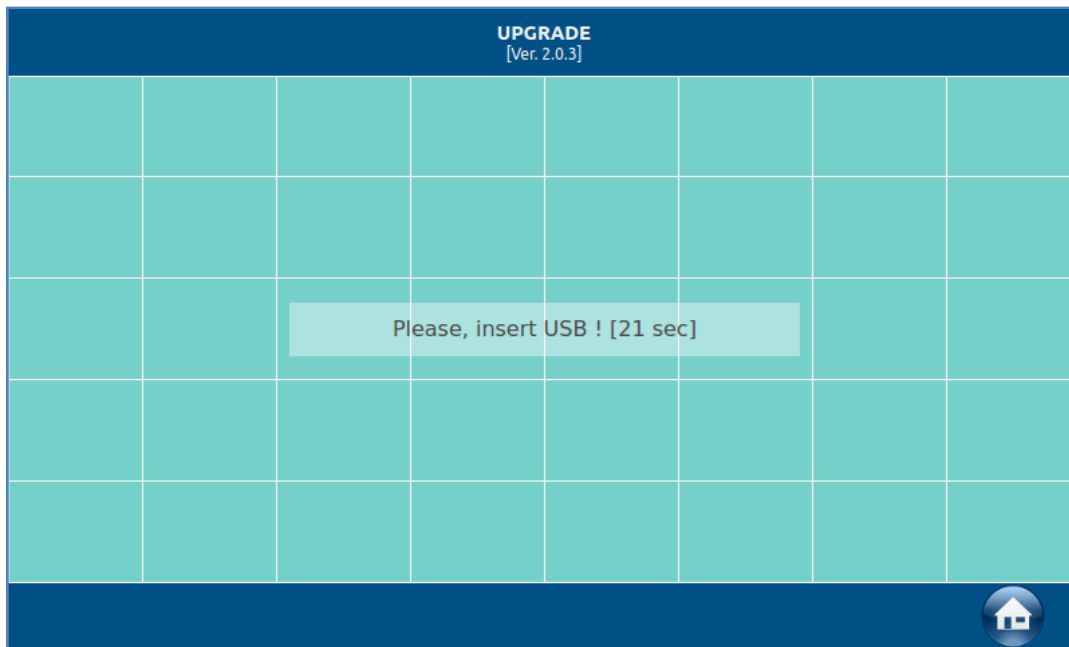 UPGRADE
[Ver. 2.0.3]
Please, insert USB ! [21 sec]